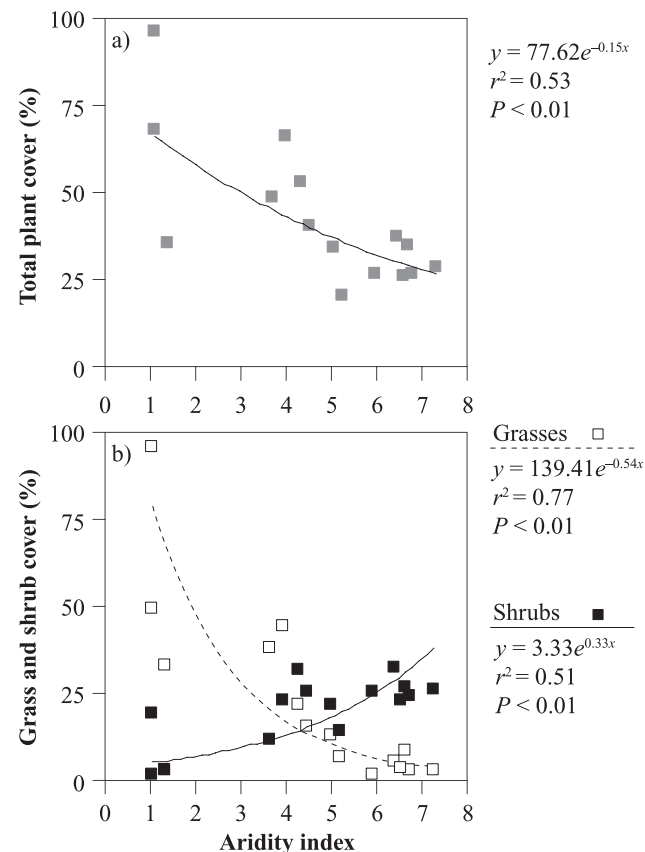 100
75
50
25
0
Total plant cover (%)
a)
0 1 2 3 4 5 6 7 8
y = 77.62e^–0.15x
r² = 0.53
P < 0.01
100
75
50
25
0
Grass and shrub cover (%)
b)
0 1 2 3 4 5 6 7 8
Aridity index
Grasses
y = 139.41e^–0.54x
r² = 0.77
P < 0.01
Shrubs
y = 3.33e^0.33x
r² = 0.51
P < 0.01